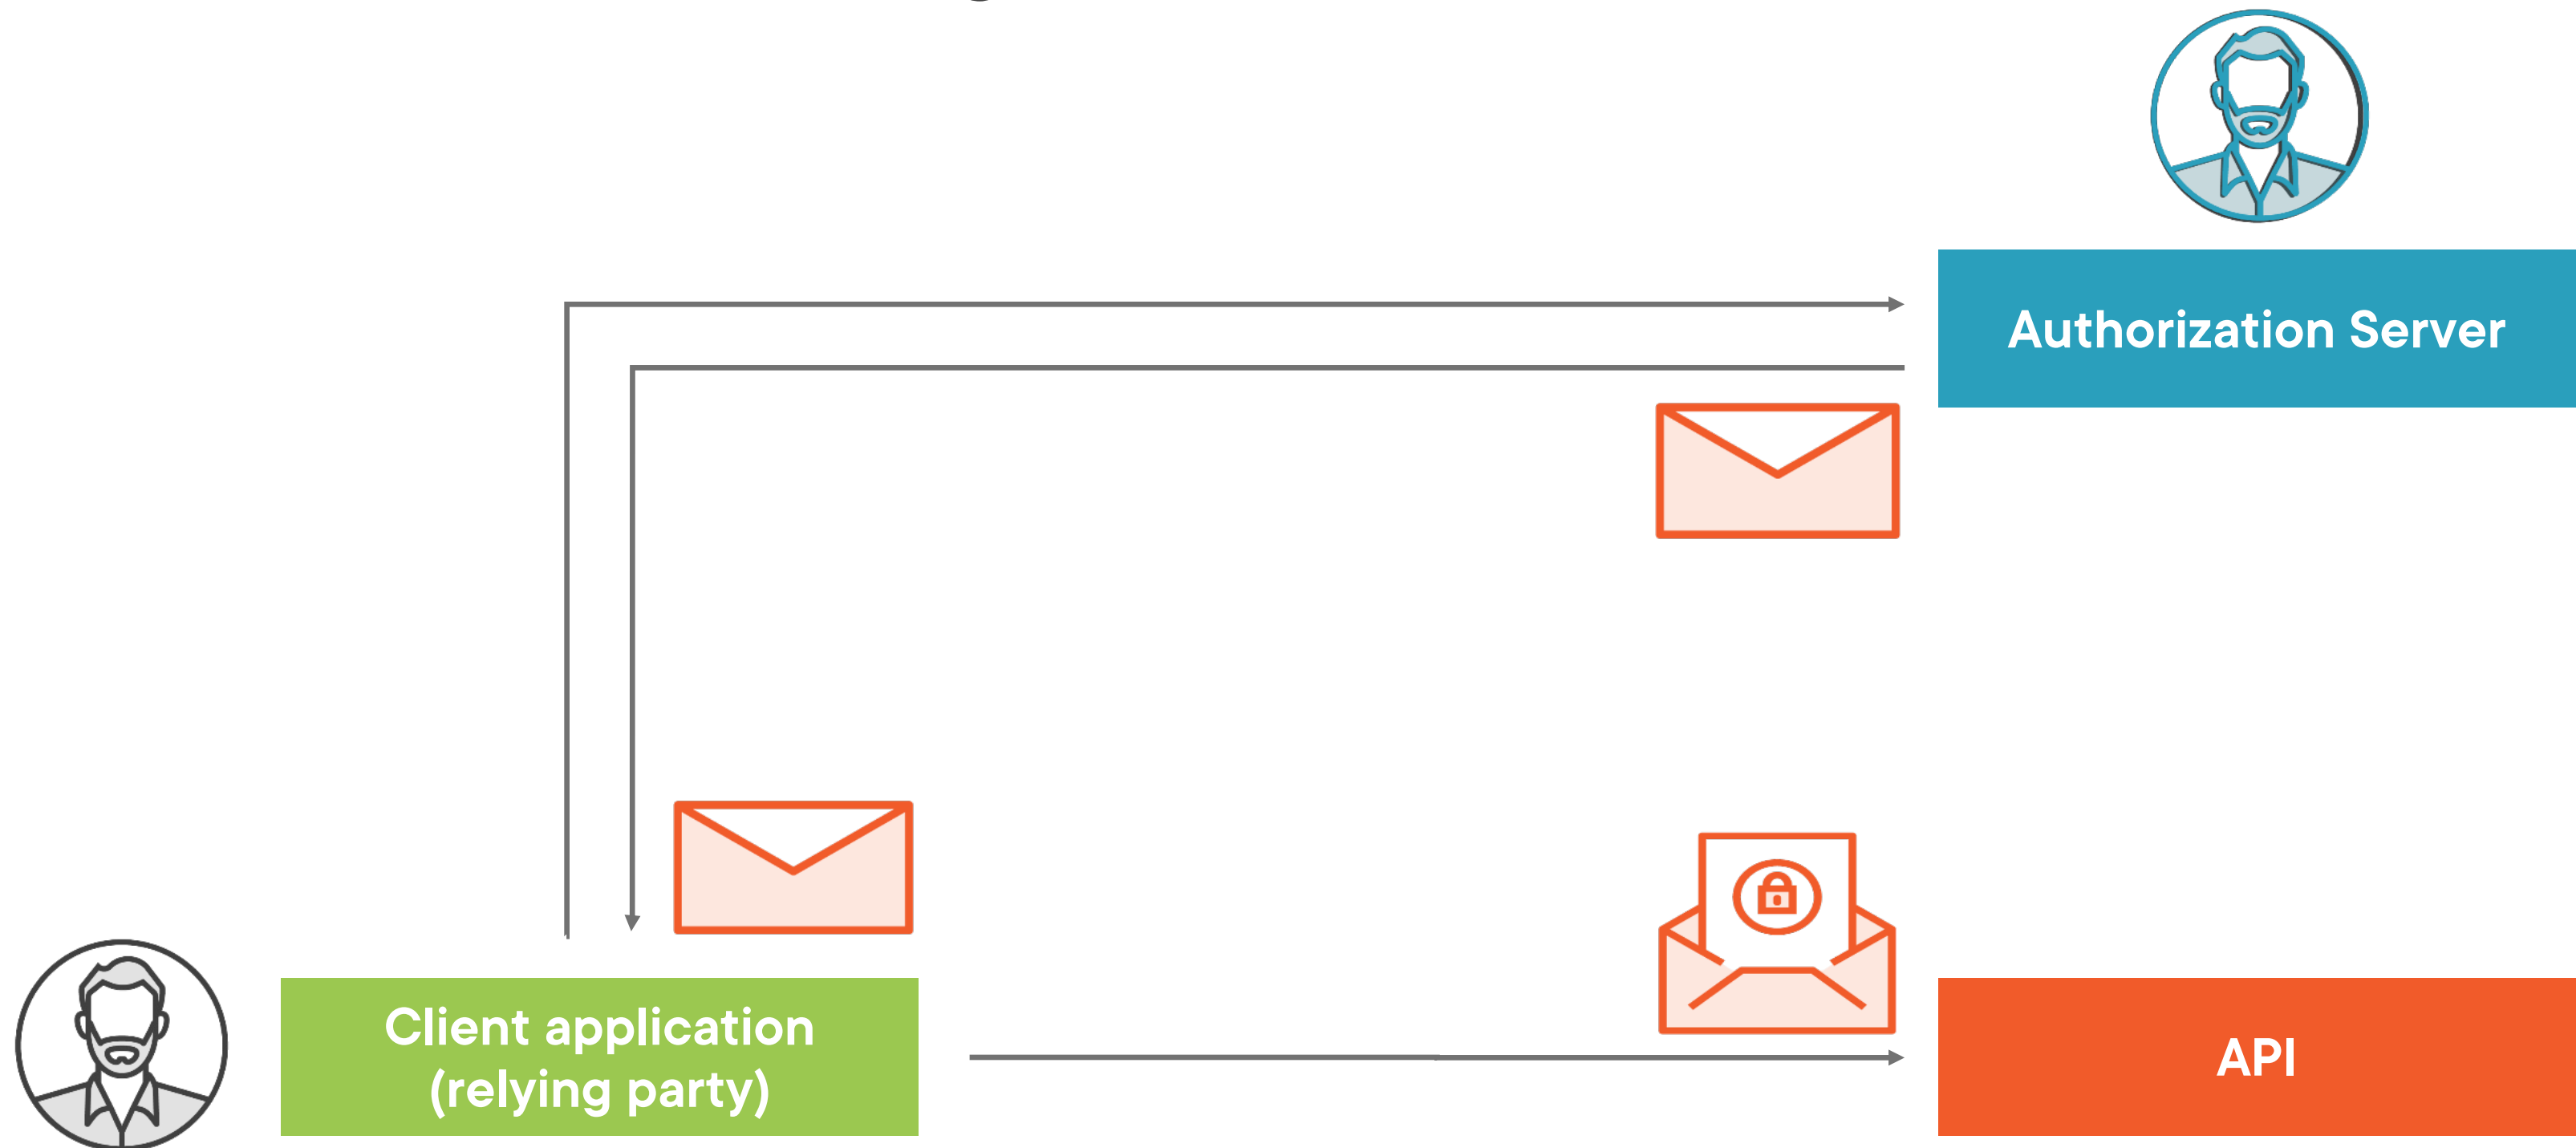 Authorization Server
Client application
(relying party)
API